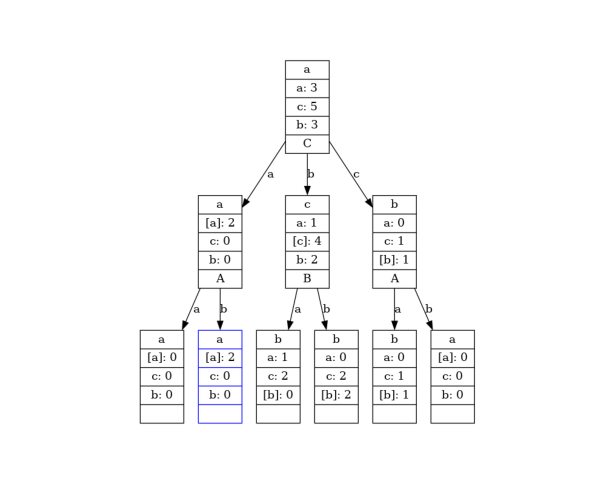 a
a: 3
c: 5
b: 3
C
a b c
a c b
[a]: 2 a: 1 a: 0
c: 0 [c]: 4 c: 1
b: 0 b: 2 [b]: 1
A B A
a b a b a b
a a b b b a
[a]: 0 [a]: 2 a: 1 a: 0 a: 0 [a]: 0
c: 0 c: 0 c: 2 c: 2 c: 1 c: 0
b: 0 b: 0 [b]: 0 [b]: 2 [b]: 1 b: 0